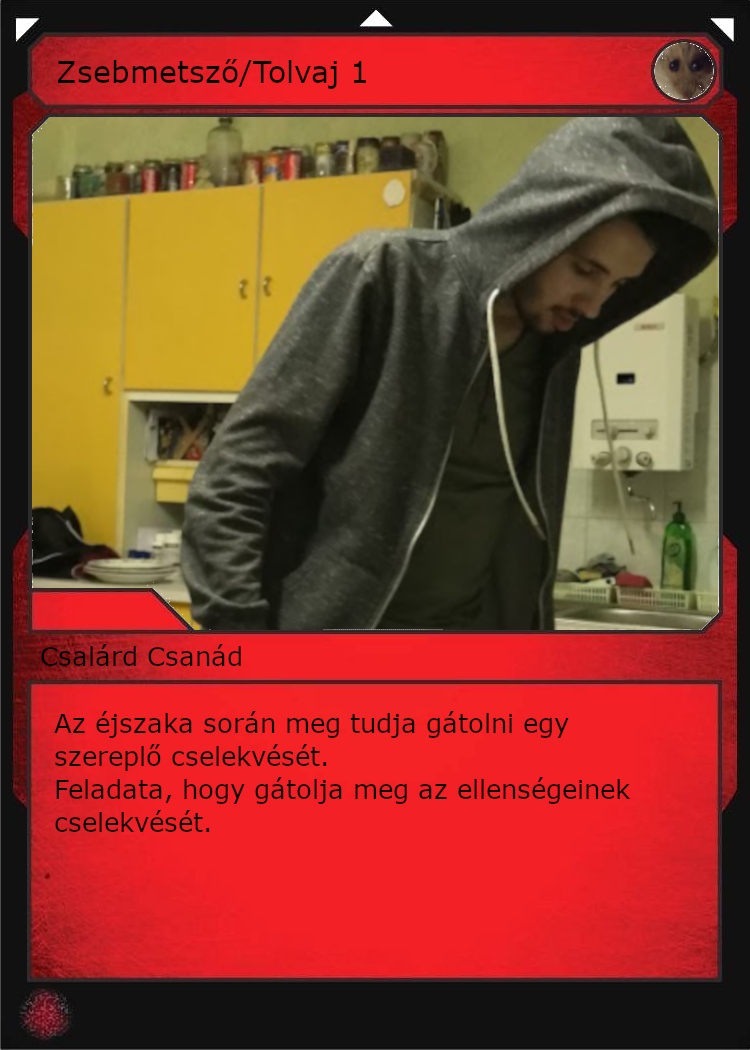 Zsebmetsző/Tolvaj 1
Csalárd Csanád
Az éjszaka során meg tudja gátolni egy
szereplő cselekvését.
Feladata, hogy gátolja meg az ellenségeinek
cselekvését.